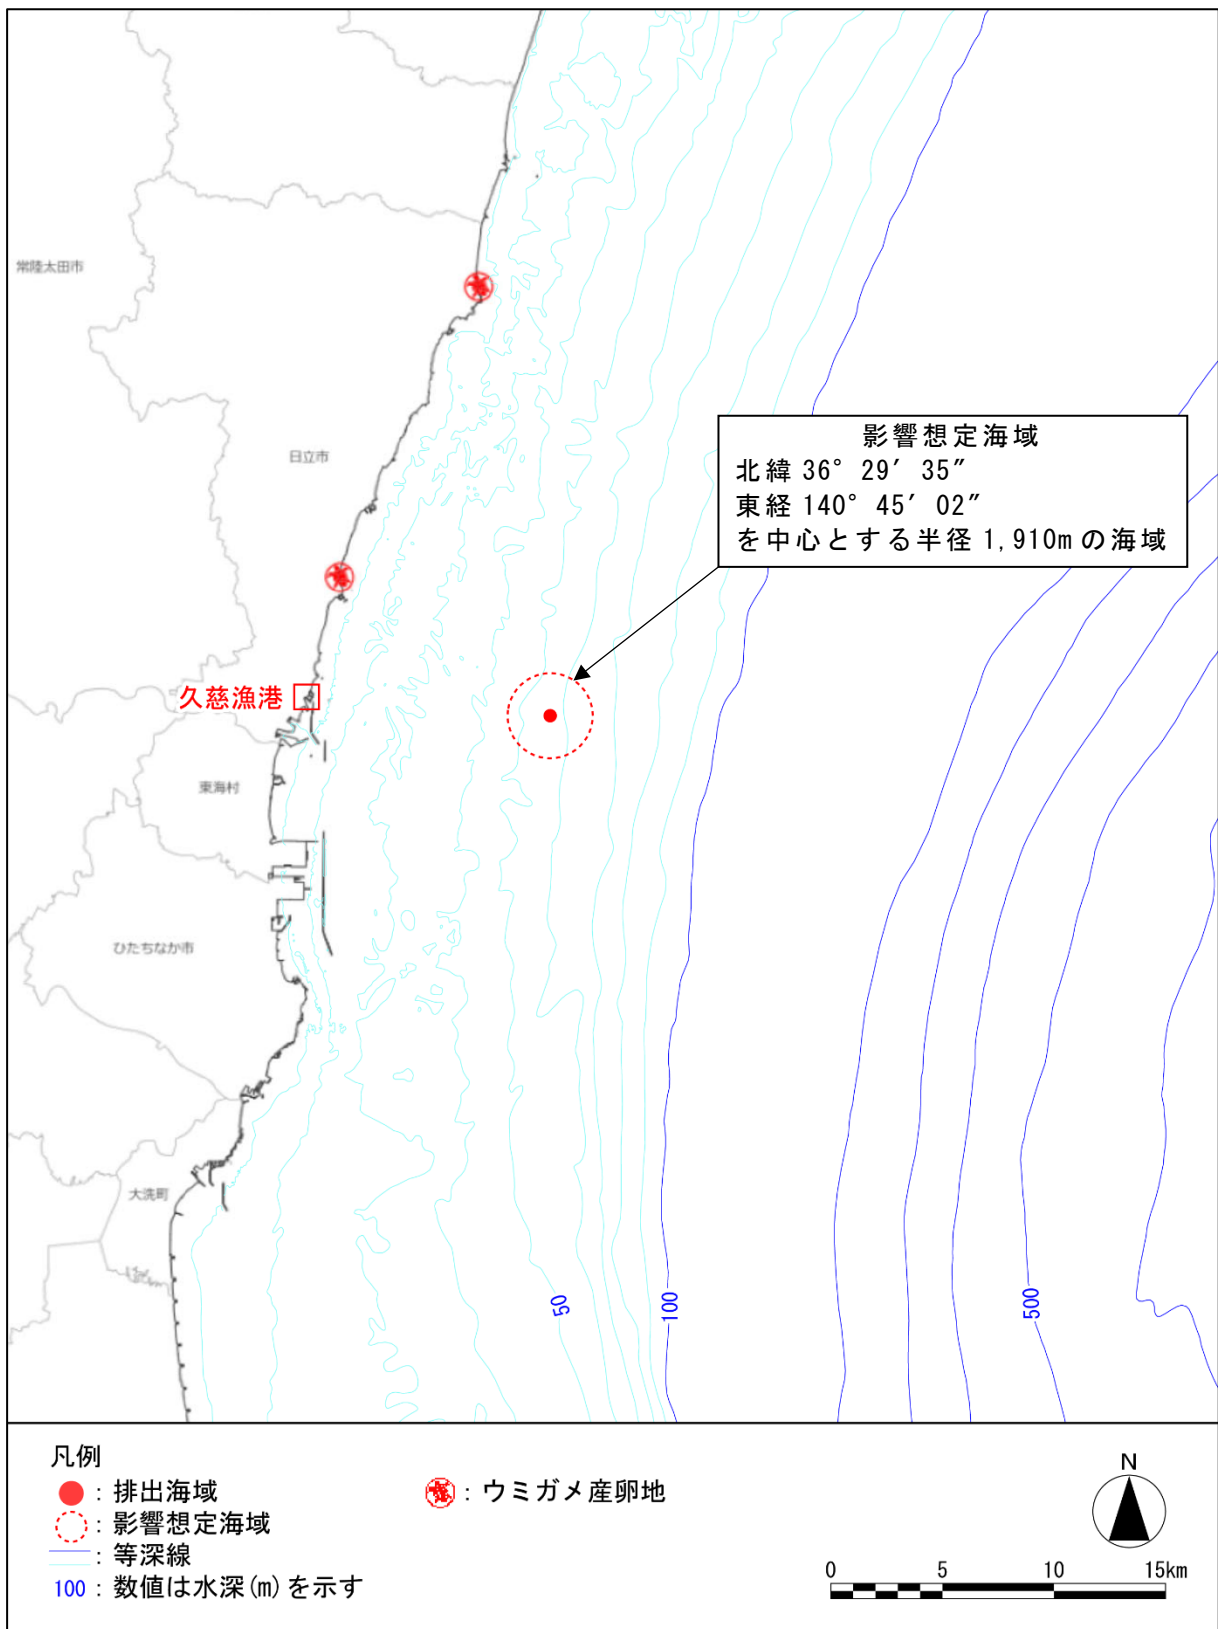 常陸太田市
日立市
影響想定海域
北緯 36° 29′ 35″
東経 140° 45′ 02″
を中心とする半径 1,910m の海域
久慈漁港
東海村
ひたちなか市
大洗町
50
100
500
凡例
: 排出海域
: ウミガメ産卵地
: 影響想定海域
: 等深線
100 : 数値は水深(m)を示す
N
0 5 10 15km